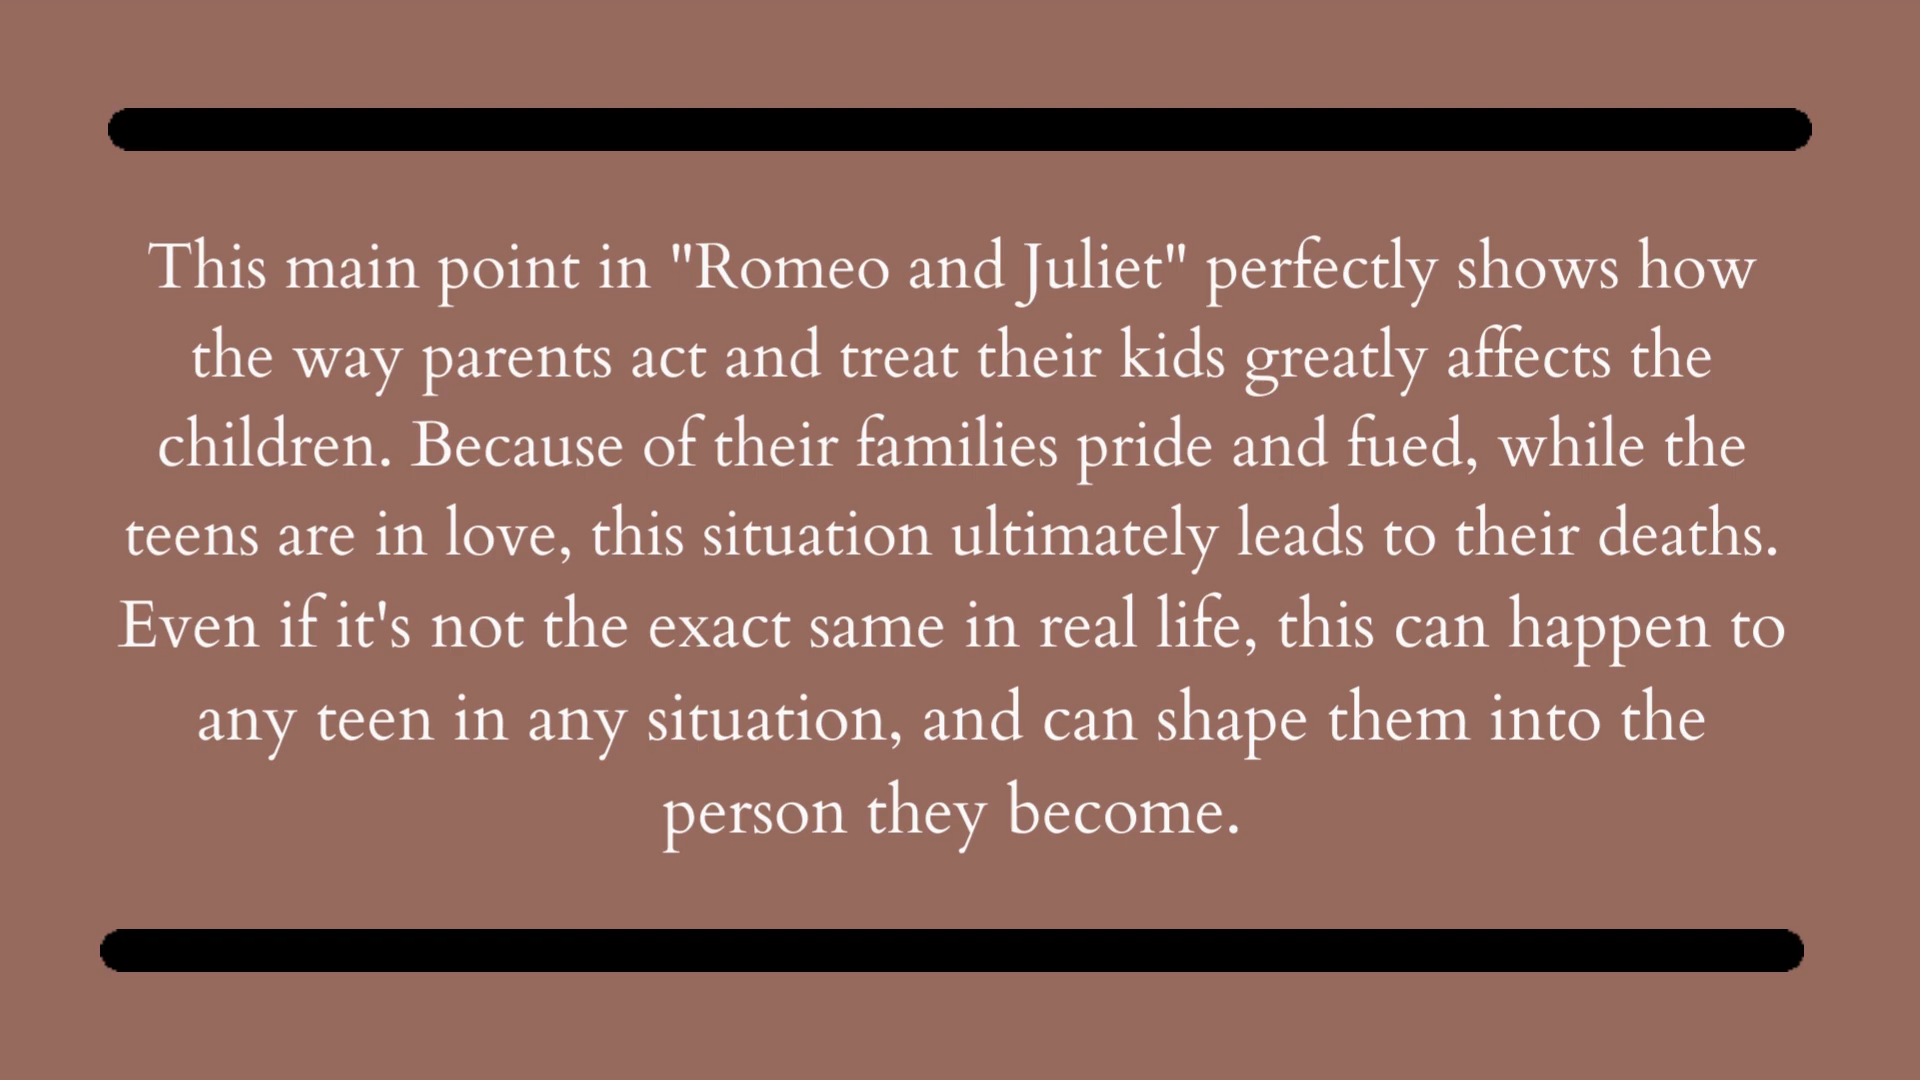 This main point in "Romeo and Juliet" perfectly shows how
the way parents act and treat their kids greatly affects the
children. Because of their families pride and fued, while the
teens are in love, this situation ultimately leads to their deaths.
Even if it's not the exact same in real life, this can happen to
any teen in any situation, and can shape them into the
person they become.